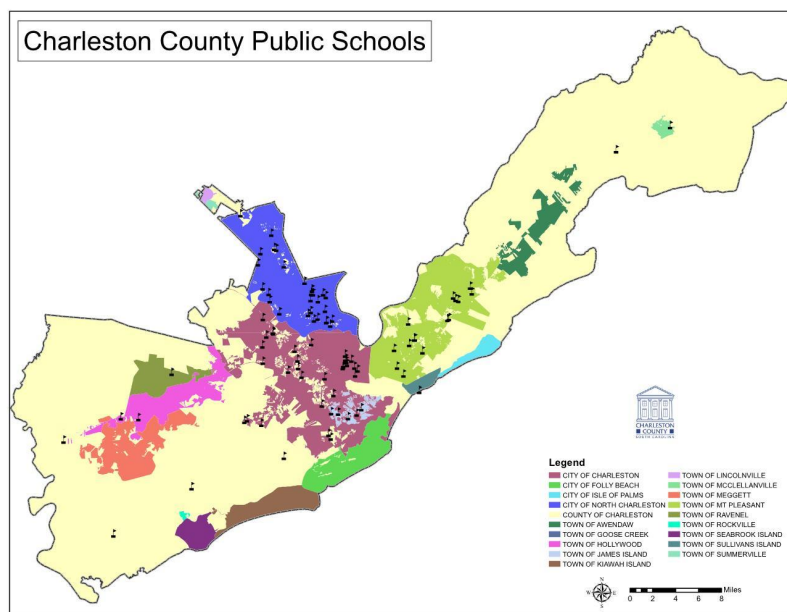 Charleston County Public Schools
CHARLESTON
COUNTY
SOUTH CAROLINA
Legend
CITY OF CHARLESTON
CITY OF FOLLY BEACH
CITY OF ISLE OF PALMS
CITY OF NORTH CHARLESTON
COUNTY OF CHARLESTON
TOWN OF AWENDAW
TOWN OF GOOSE CREEK
TOWN OF HOLLYWOOD
TOWN OF JAMES ISLAND
TOWN OF KIAWAH ISLAND
TOWN OF LINCOLNVILLE
TOWN OF MCCLELLANVILLE
TOWN OF MEGGETT
TOWN OF MT PLEASANT
TOWN OF RAVENEL
TOWN OF ROCKVILLE
TOWN OF SEABROOK ISLAND
TOWN OF SULLIVANS ISLAND
TOWN OF SUMMERVILLE
N
W E
S
Miles
0 2 4 6 8